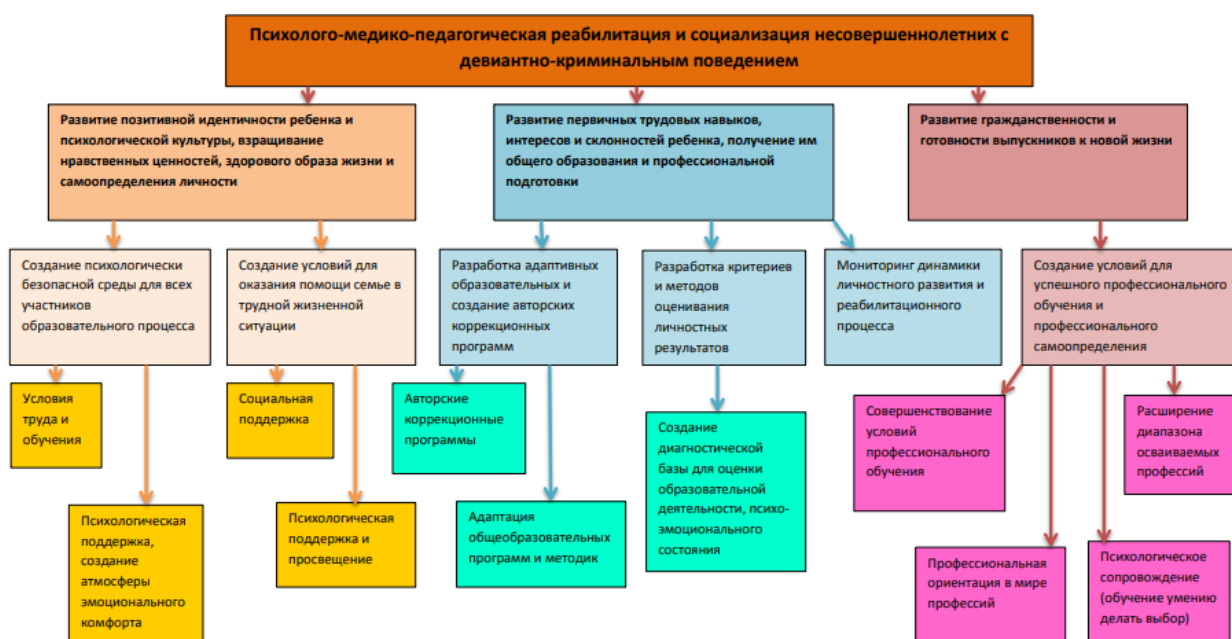 Психолого-медико-педагогическая реабилитация и социализация несовершеннолетних с
девиантно-криминальным поведением
Развитие позитивной идентичности ребенка и
психологической культуры, взращивание
нравственных ценностей, здорового образа жизни и
самоопределения личности
Развитие первичных трудовых навыков,
интересов и склонностей ребенка, получение им
общего образования и профессиональной
подготовки
Развитие гражданственности и
готовности выпускников к новой жизни
Создание психологически
безопасной среды для всех
участников
образовательного процесса
Создание условий для
оказания помощи семье в
трудной жизненной
ситуации
Разработка адаптивных
образовательных и
создание авторских
коррекционных
программ
Разработка критериев
и методов
оценивания
личностных
результатов
Мониторинг динамики
личностного развития и
реабилитационного
процесса
Создание условий для
успешного профессионального
обучения и
профессионального
самоопределения
Условия
труда и
обучения
Социальная
поддержка
Авторские
коррекционные
программы
Создание
диагностической
базы для оценки
образовательной
деятельности, психо-
эмоционального
состояния
Совершенствование
условий
профессионального
обучения
Расширение
диапазона
осваиваемых
профессий
Психологическая
поддержка,
создание
атмосферы
эмоционального
комфорта
Психологическая
поддержка и
просвещение
Адаптация
общеобразовательных
программ и методик
Профессиональная
ориентация в мире
профессий
Психологическое
сопровождение
(обучение умению
делать выбор)